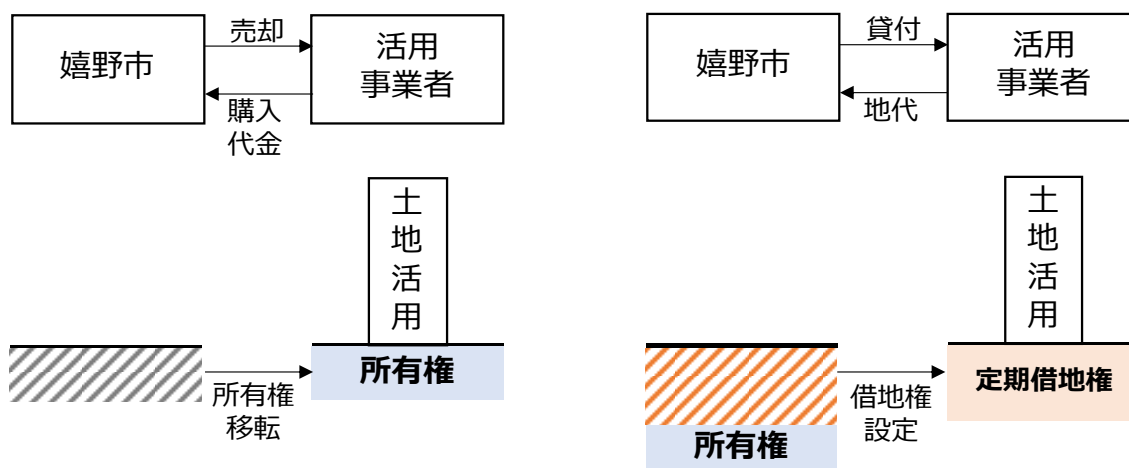 嬉野市
売却
活用
事業者
購入
代金
土
地
活
用
所有権
移転
所有権
嬉野市
貸付
活用
事業者
地代
土
地
活
用
所有権
借地権
設定
定期借地権